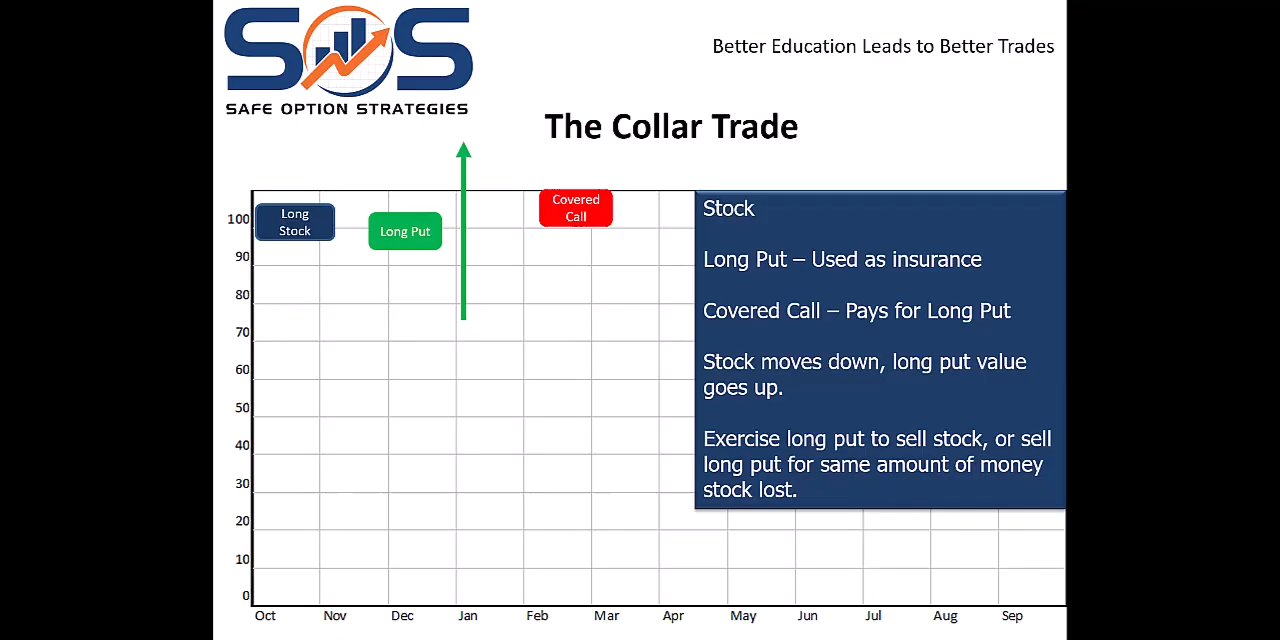 SOS
SAFE OPTION STRATEGIES
Better Education Leads to Better Trades
The Collar Trade
Long
Stock
Long Put
Covered
Call
Stock
Long Put – Used as insurance
Covered Call – Pays for Long Put
Stock moves down, long put value
goes up.
Exercise long put to sell stock, or sell
long put for same amount of money
stock lost.
100
90
80
70
60
50
40
30
20
10
0
Oct Nov Dec Jan Feb Mar Apr May Jun Jul Aug Sep